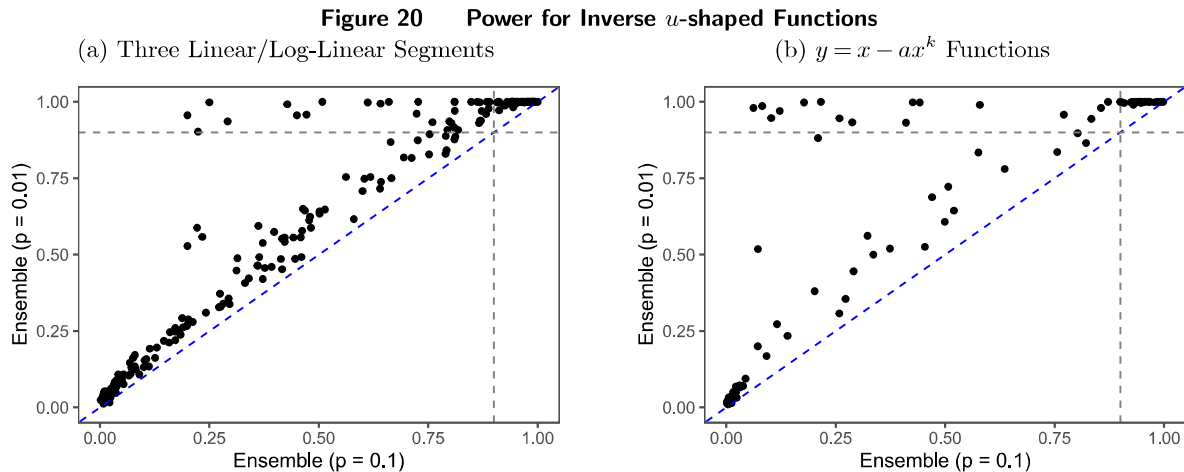 Figure 20 Power for Inverse u-shaped Functions
(a) Three Linear/Log-Linear Segments
1.00
0.75
0.50
0.25
0.00
Ensemble (p = 0.01)
0.00 0.25 0.50 0.75 1.00
Ensemble (p = 0.1)
(b) y = x − ax^k Functions
1.00
0.75
0.50
0.25
0.00
Ensemble (p = 0.01)
0.00 0.25 0.50 0.75 1.00
Ensemble (p = 0.1)